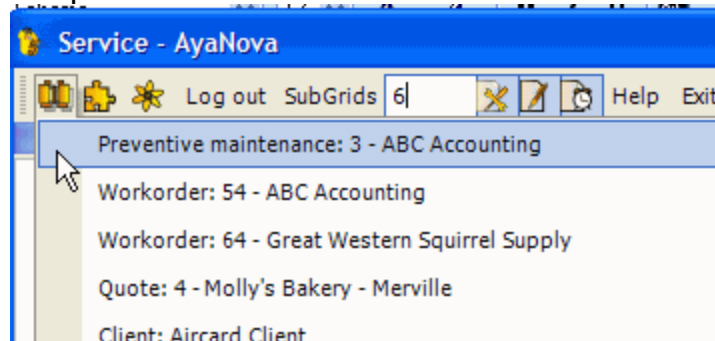 Service - AyaNova
Log out SubGrids 6 Help Exit
Preventive maintenance: 3 - ABC Accounting
Workorder: 54 - ABC Accounting
Workorder: 64 - Great Western Squirrel Supply
Quote: 4 - Molly's Bakery - Merville
Client: Aircard Client